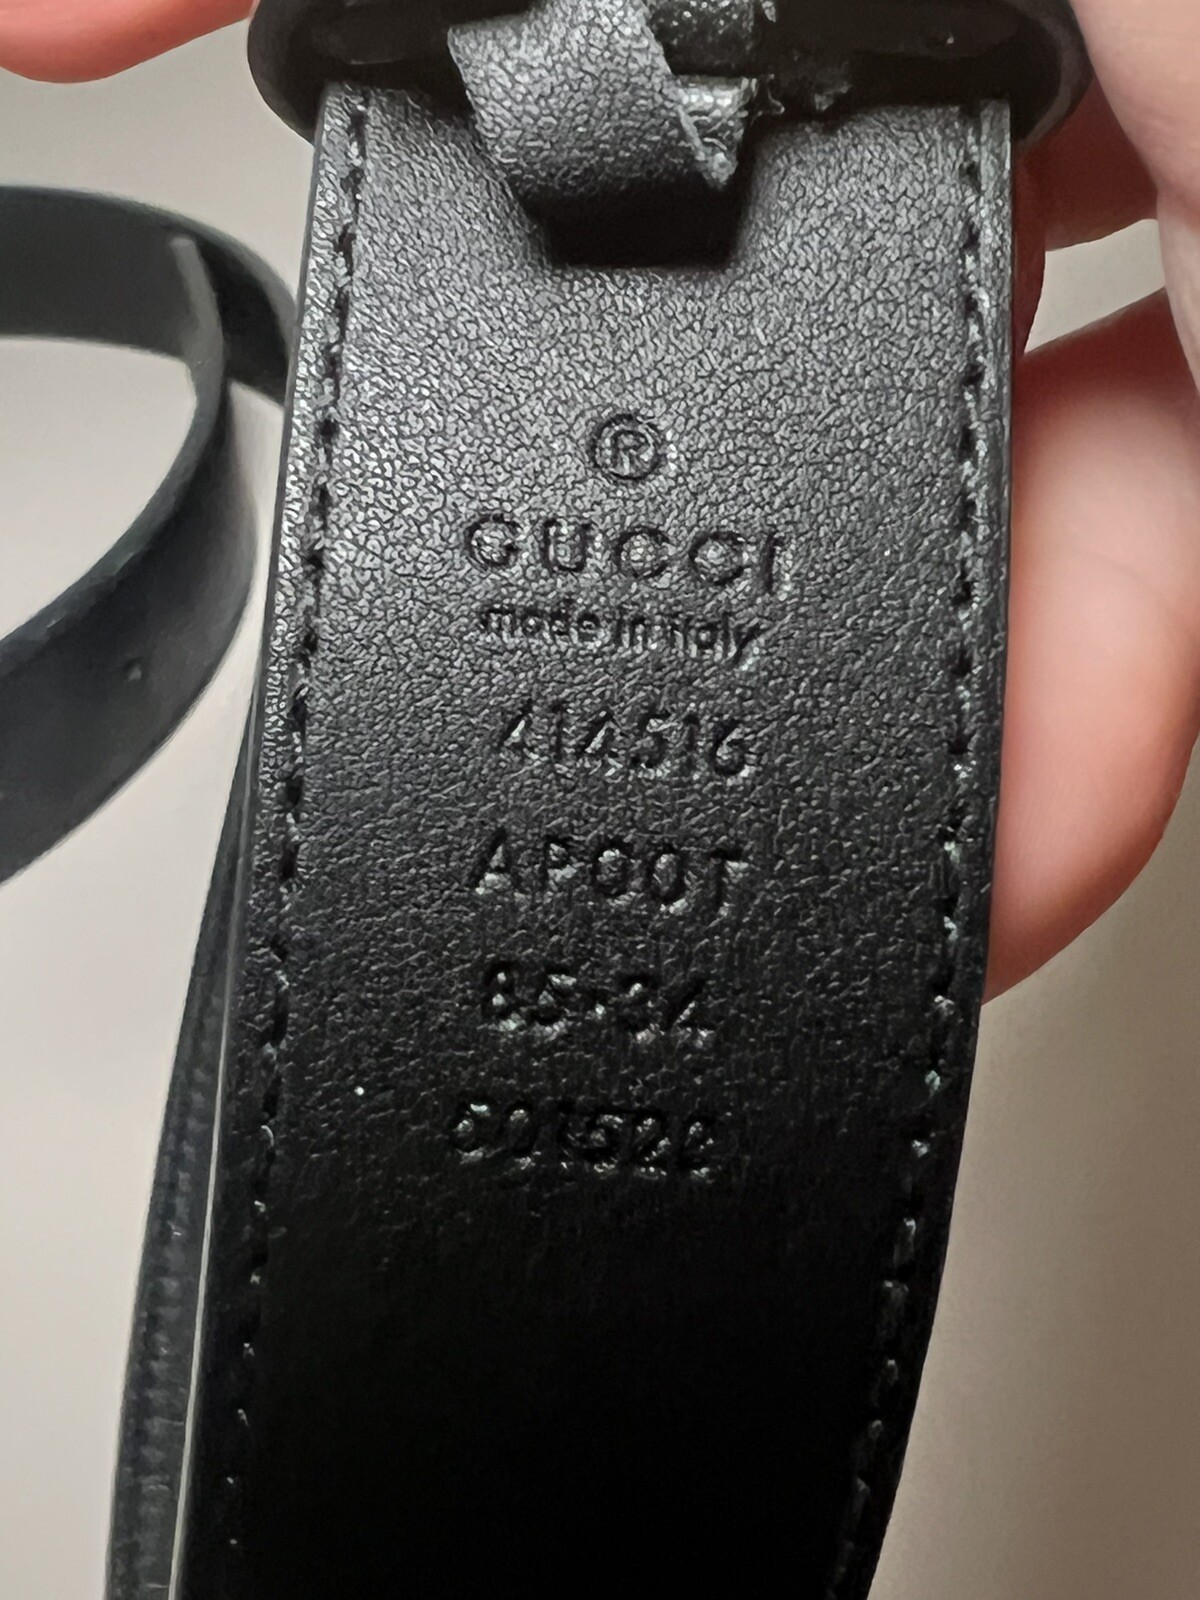 ®
GUCCI
made in italy
414516
AP00T
85·34